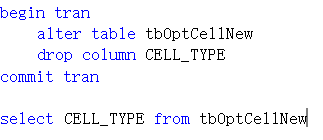 begin tran
alter table tbOptCellNew
drop column CELL_TYPE
commit tran
select CELL_TYPE from tbOptCellNew